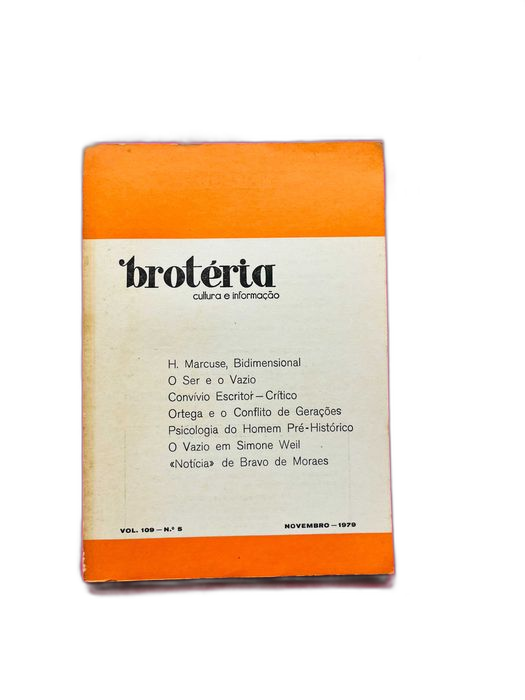 brotéria
cultura e informação
H. Marcuse, Bidimensional
O Ser e o Vazio
Convívio Escritor — Crítico
Ortega e o Conflito de Gerações
Psicologia do Homem Pré-Histórico
O Vazio em Simone Weil
«Notícia» de Bravo de Moraes
VOL. 109 — N.º 5
NOVEMBRO — 1979